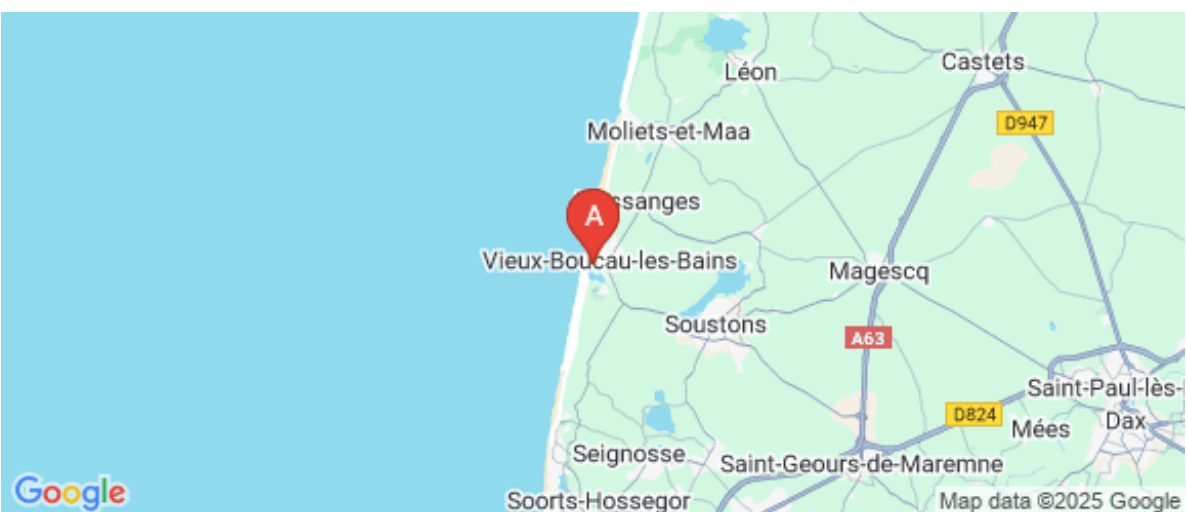 Léon
Castets
D947
Moliets-et-Maa
ssanges
A
Vieux-Boucau-les-Bains
Magescq
Soustons
A63
Saint-Paul-lès-
D824
Mées
Dax
Seignosse
Saint-Geours-de-Maremne
Soorts-Hossegor
Google
Map data ©2025 Google